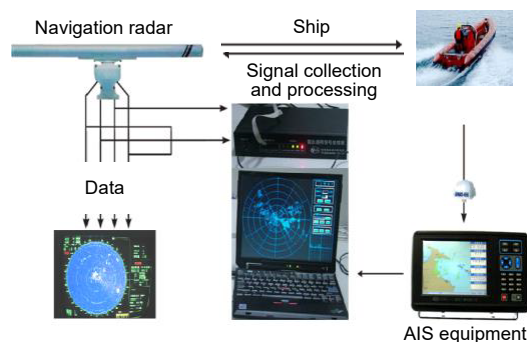 Navigation radar
Ship
Signal collection
and processing
Data
AIS equipment